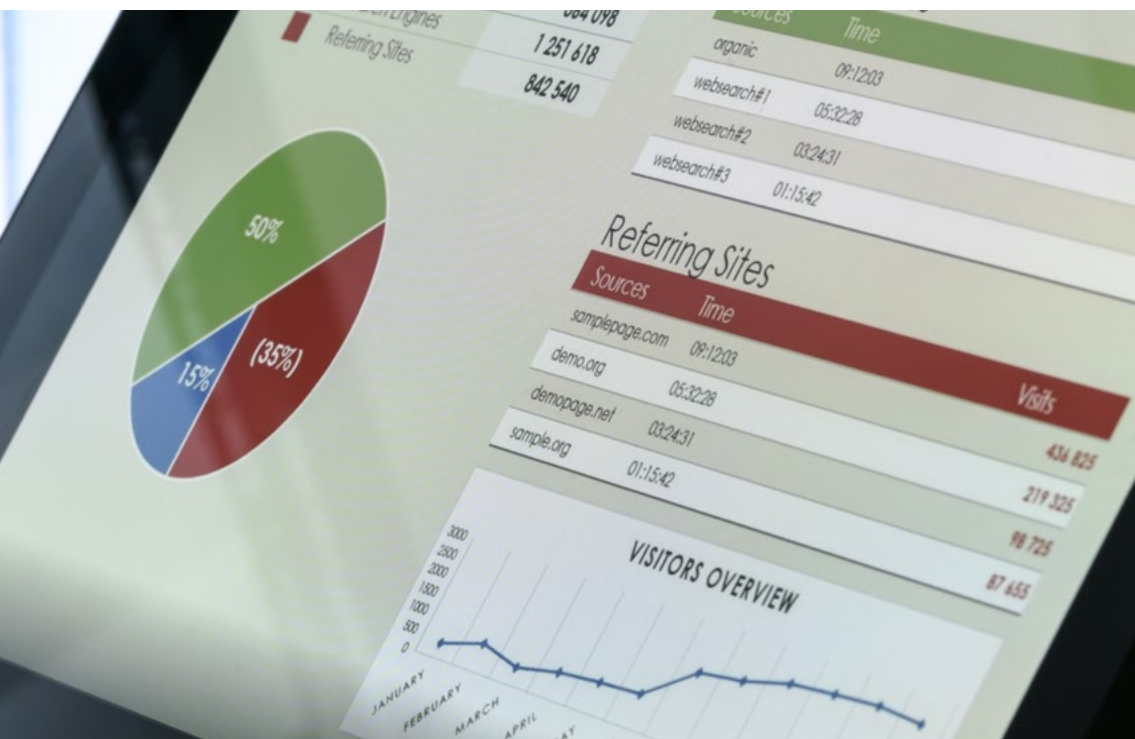 Engines 384 098
Referring Sites 1 251 618
842 540
50%
15%
(35%)
Sources Time
organic 09:12:03
websearch#1 05:32:28
websearch#2 03:24:31
websearch#3 01:15:42
Referring Sites
Sources Time Visits
samplepage.com 09:12:03 436 825
demo.org 05:32:28 219 325
demopage.net 03:24:31 98 725
sample.org 01:15:42 87 655
VISITORS OVERVIEW
3000
2500
2000
1500
1000
500
0
JANUARY
FEBRUARY
MARCH
APRIL